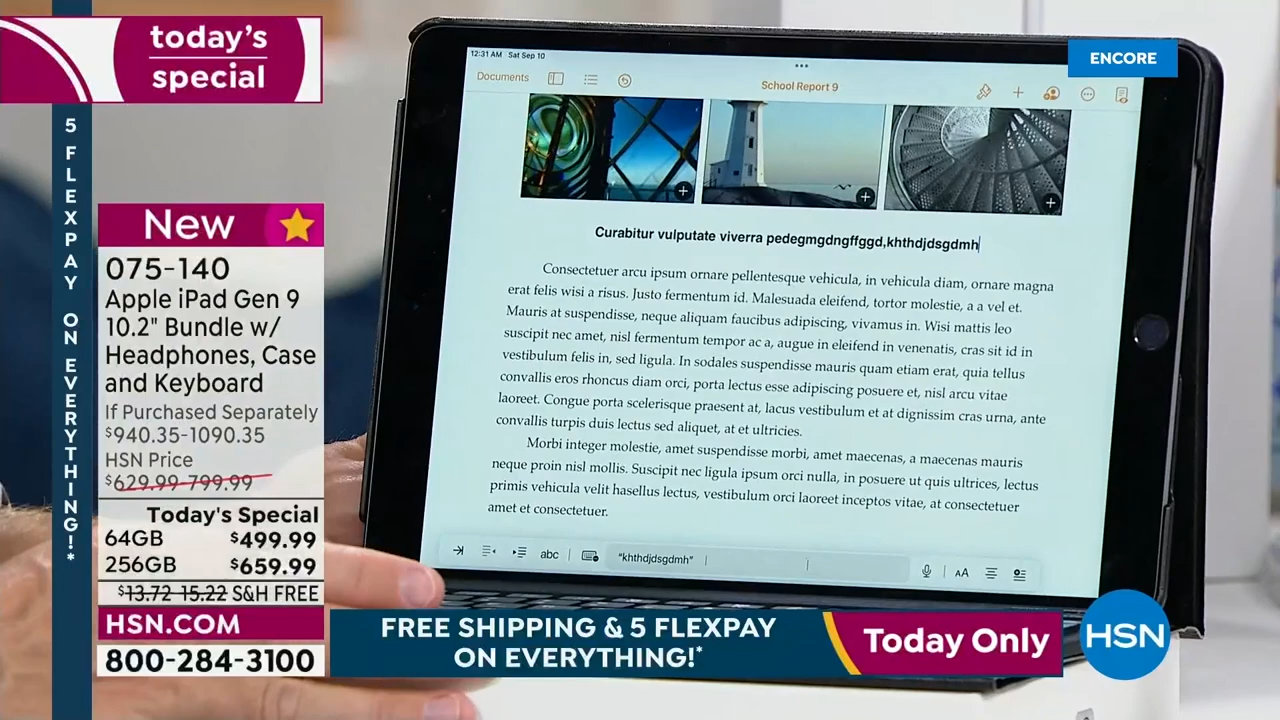 today's
special
ENCORE
5 FLEXPAY ON EVERYTHING!*
New
075-140
Apple iPad Gen 9
10.2" Bundle w/
Headphones, Case
and Keyboard
If Purchased Separately
$940.35-1090.35
HSN Price
$629.99-799.99
Today's Special
64GB $499.99
256GB $659.99
$13.72-15.22 S&H FREE
HSN.COM
800-284-3100
12:31 AM Sat Sep 10
Documents
School Report 9
Curabitur vulputate viverra pedegmgdngffggd,khthdjdsgdmh
Consectetuer arcu ipsum ornare pellentesque vehicula, in vehicula diam, ornare magna
erat felis wisi a risus. Justo fermentum id. Malesuada eleifend, tortor molestie, a a vel et.
Mauris at suspendisse, neque aliquam faucibus adipiscing, vivamus in. Wisi mattis leo
suscipit nec amet, nisl fermentum tempor ac a, augue in eleifend in venenatis, cras sit id in
vestibulum felis in, sed ligula. In sodales suspendisse mauris quam etiam erat, quia tellus
convallis eros rhoncus diam orci, porta lectus esse adipiscing posuere et, nisl arcu vitae
laoreet. Congue porta scelerisque praesent at, lacus vestibulum et at dignissim cras urna, ante
convallis turpis duis lectus sed aliquet, at et ultricies.
Morbi integer molestie, amet suspendisse morbi, amet maecenas, a maecenas mauris
neque proin nisl mollis. Suscipit nec ligula ipsum orci nulla, in posuere ut quis ultrices, lectus
primis vehicula velit hasellus lectus, vestibulum orci laoreet inceptos vitae, at consectetuer
amet et consectetuer.
abc
"khthdjdsgdmh"
AA
FREE SHIPPING & 5 FLEXPAY
ON EVERYTHING!*
Today Only
HSN